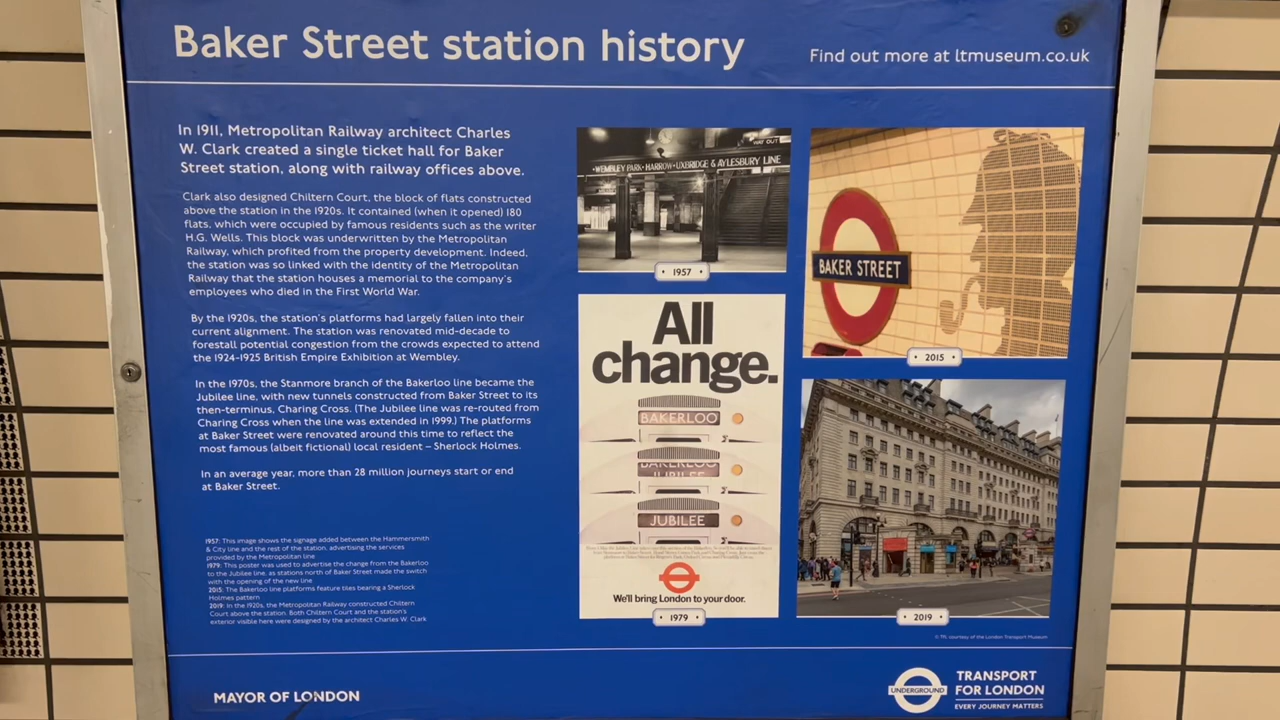 Baker Street station history
Find out more at ltmuseum.co.uk
In 1911, Metropolitan Railway architect Charles
W. Clark created a single ticket hall for Baker
Street station, along with railway offices above.
Clark also designed Chiltern Court, the block of flats constructed
above the station in the 1920s. It contained (when it opened) 180
flats, which were occupied by famous residents such as the writer
H.G. Wells. This block was underwritten by the Metropolitan
Railway, which profited from the property development. Indeed,
the station was so linked with the identity of the Metropolitan
Railway that the station houses a memorial to the company's
employees who died in the First World War.
By the 1920s, the station's platforms had largely fallen into their
current alignment. The station was renovated mid-decade to
forestall potential congestion from the crowds expected to attend
the 1924-1925 British Empire Exhibition at Wembley.
In the 1970s, the Stanmore branch of the Bakerloo line became the
Jubilee line, with new tunnels constructed from Baker Street to its
then-terminus, Charing Cross. (The Jubilee line was re-routed from
Charing Cross when the line was extended in 1999.) The platforms
at Baker Street were renovated around this time to reflect the
most famous (albeit fictional) local resident – Sherlock Holmes.
In an average year, more than 28 million journeys start or end
at Baker Street.
1957: This image shows the signage added between the Hammersmith
& City line and the rest of the station, advertising the services
provided by the Metropolitan line
1979: This poster was used to advertise the change from the Bakerloo
to the Jubilee line, as stations north of Baker Street made the switch
with the opening of the new line
2015: The Bakerloo line platforms feature tiles bearing a Sherlock
Holmes pattern
2019: In the 1920s, the Metropolitan Railway constructed Chiltern
Court above the station. Both Chiltern Court and the station's
exterior visible here were designed by the architect Charles W. Clark
WAY OUT
WEMBLEY PARK · HARROW · UXBRIDGE & AYLESBURY LINE
1957
BAKER STREET
2015
All
change.
BAKERLOO
BAKERLOO
JUBILEE
JUBILEE
We'll bring London to your door.
1979
2019
© TfL courtesy of the London Transport Museum
MAYOR OF LONDON
UNDERGROUND
TRANSPORT
FOR LONDON
EVERY JOURNEY MATTERS